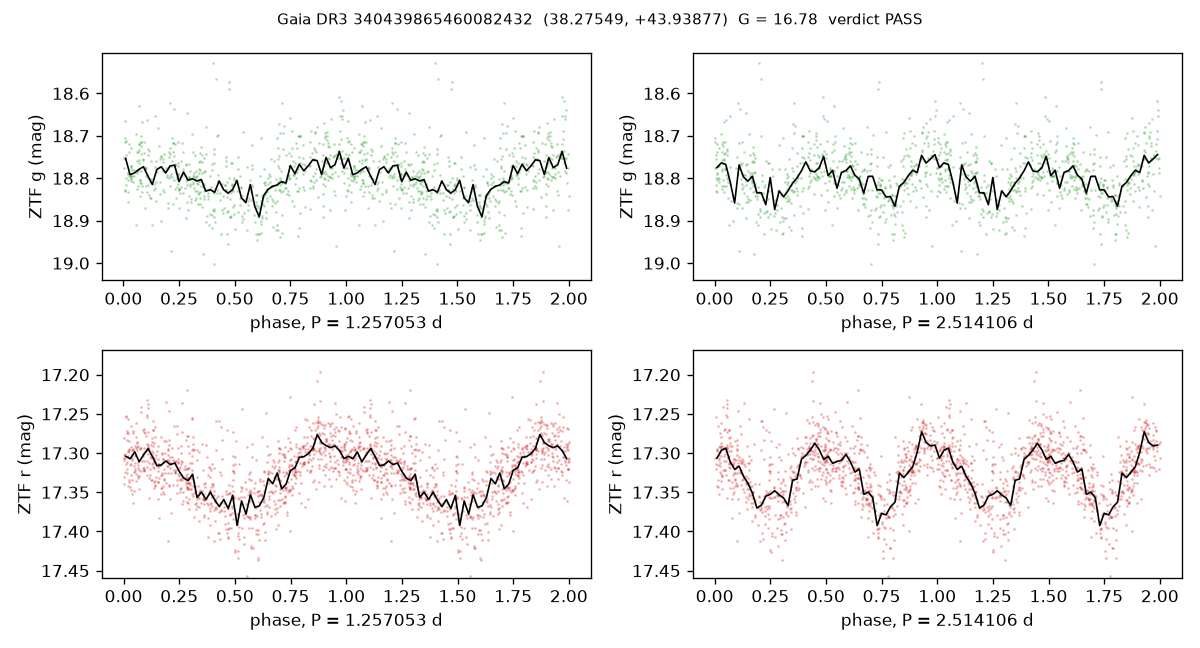 Gaia DR3 340439865460082432  (38.27549, +43.93877)  G = 16.78  verdict PASS
ZTF g (mag)
18.6
18.7
18.8
18.9
19.0
0.00 0.25 0.50 0.75 1.00 1.25 1.50 1.75 2.00
phase, P = 1.257053 d
ZTF g (mag)
18.6
18.7
18.8
18.9
19.0
0.00 0.25 0.50 0.75 1.00 1.25 1.50 1.75 2.00
phase, P = 2.514106 d
ZTF r (mag)
17.20
17.25
17.30
17.35
17.40
17.45
0.00 0.25 0.50 0.75 1.00 1.25 1.50 1.75 2.00
phase, P = 1.257053 d
ZTF r (mag)
17.20
17.25
17.30
17.35
17.40
17.45
0.00 0.25 0.50 0.75 1.00 1.25 1.50 1.75 2.00
phase, P = 2.514106 d